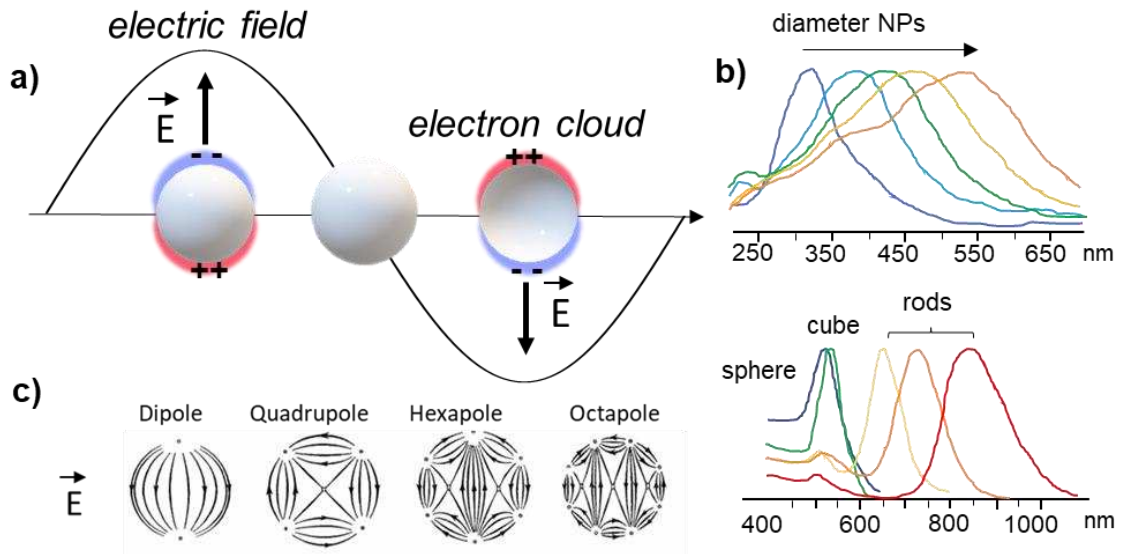 a)
electric field
E
- -
++
electron cloud
++
- -
E
b)
diameter NPs
250 350 450 550 650 nm
rods
cube
sphere
400 600 800 1000 nm
c)
Dipole Quadrupole Hexapole Octapole
E